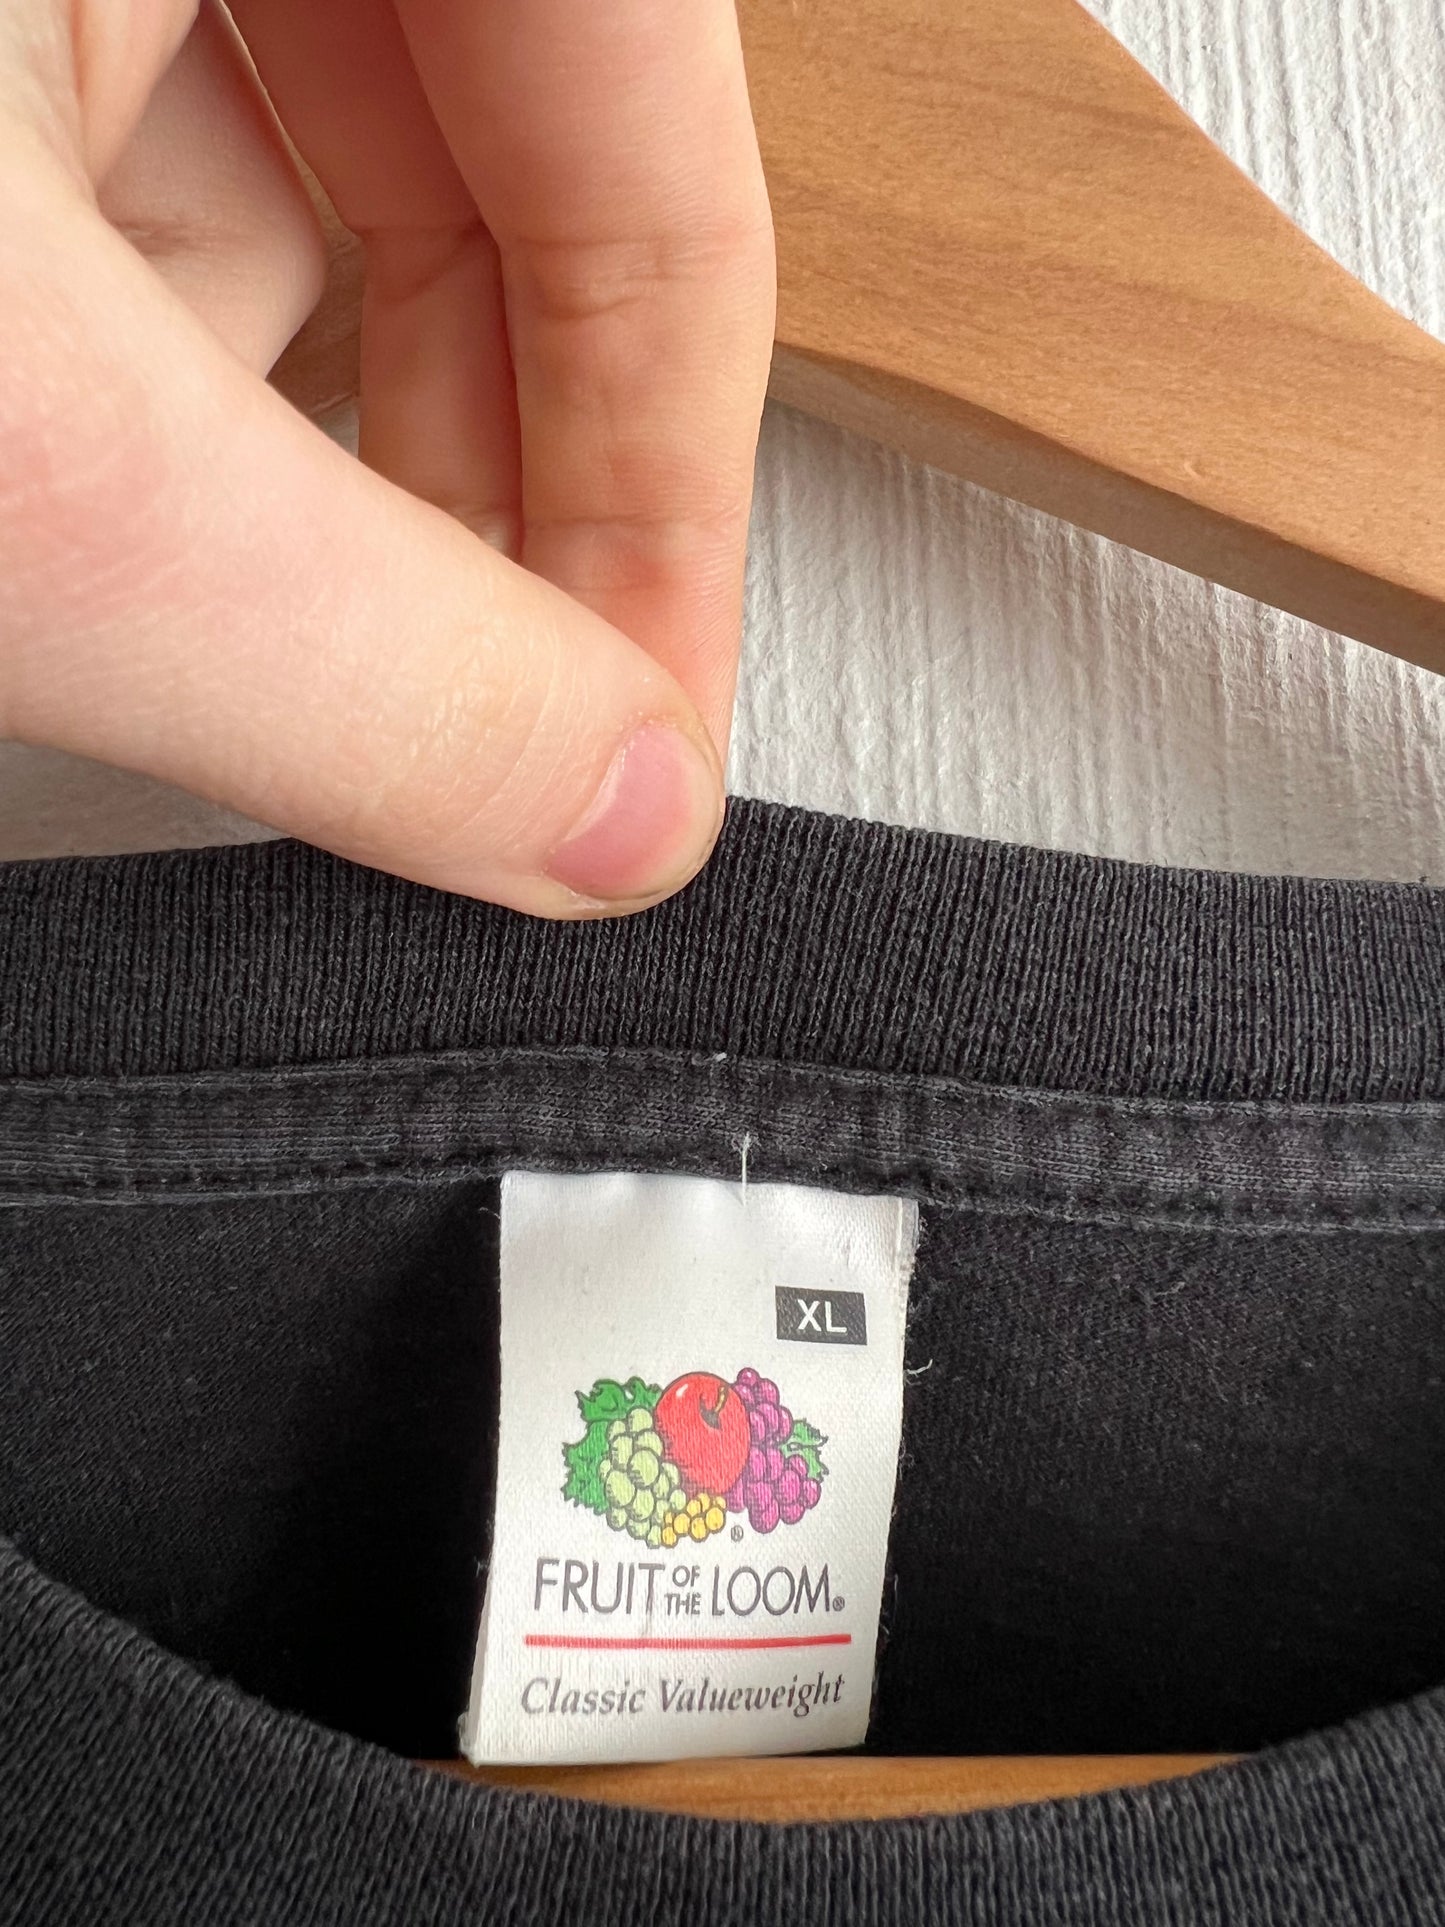 XL
®
FRUIT OF THE LOOM®
Classic Valueweight